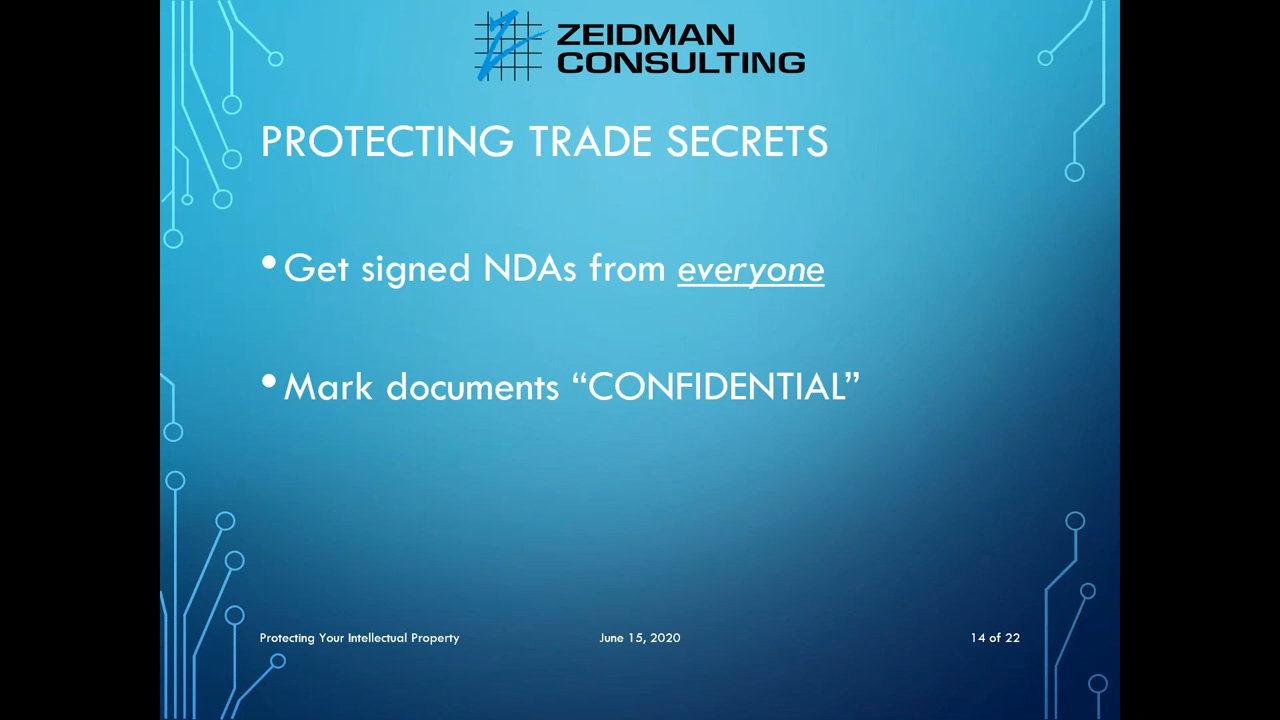 ZEIDMAN
CONSULTING
PROTECTING TRADE SECRETS
• Get signed NDAs from everyone
• Mark documents “CONFIDENTIAL”
Protecting Your Intellectual Property
June 15, 2020
14 of 22